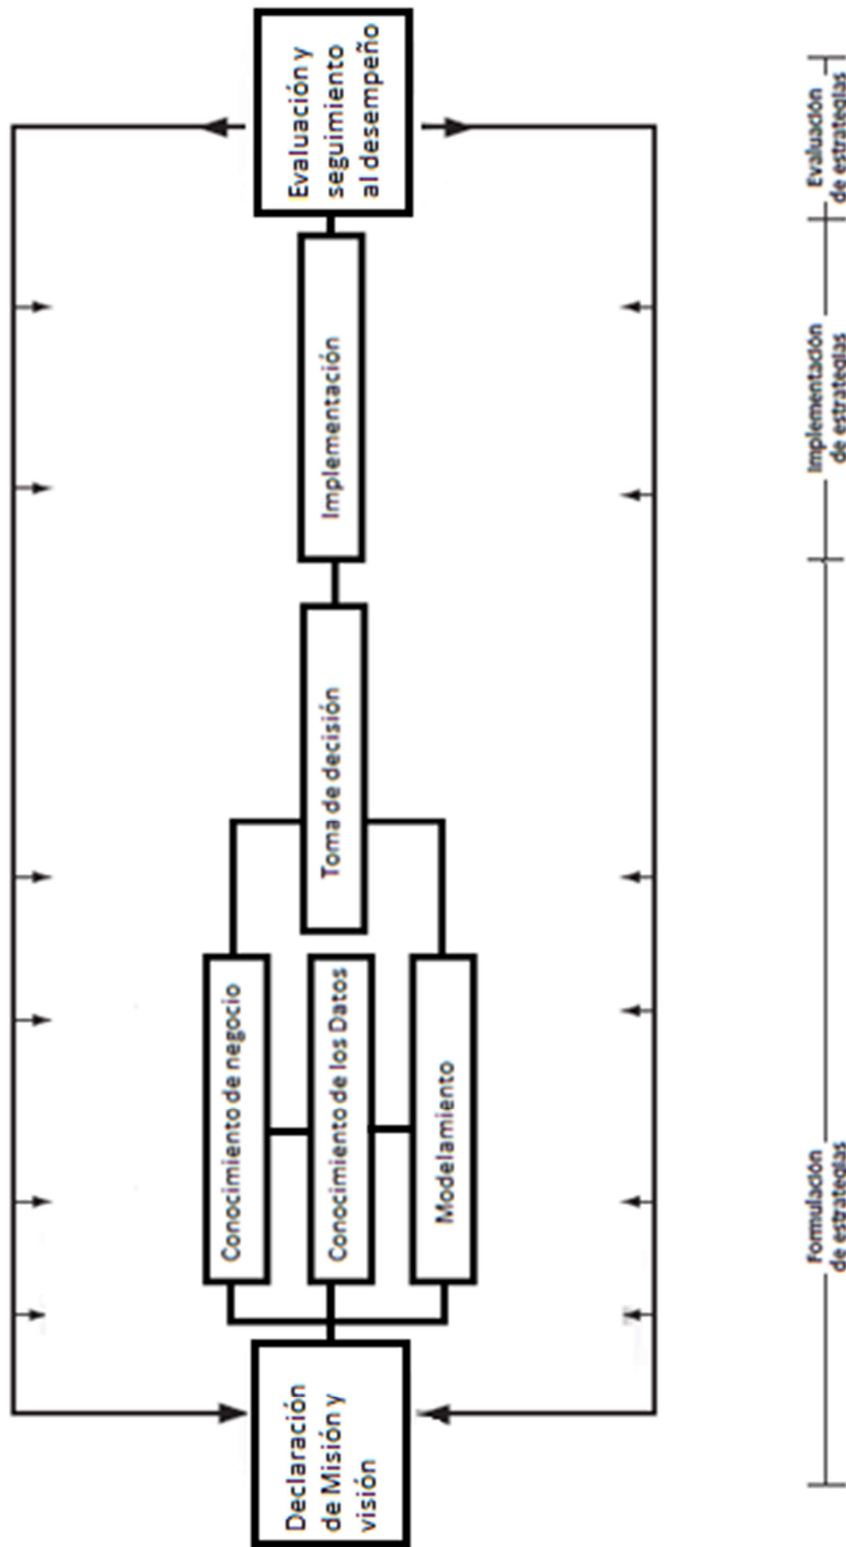 Declaración
de Misión y
visión
Conocimiento de negocio
Conocimiento de los Datos
Modelamiento
Toma de decisión
Implementación
Evaluación y
seguimiento
al desempeño
Formulación
de estrategias
Implementación
de estrategias
Evaluación
de estrategias